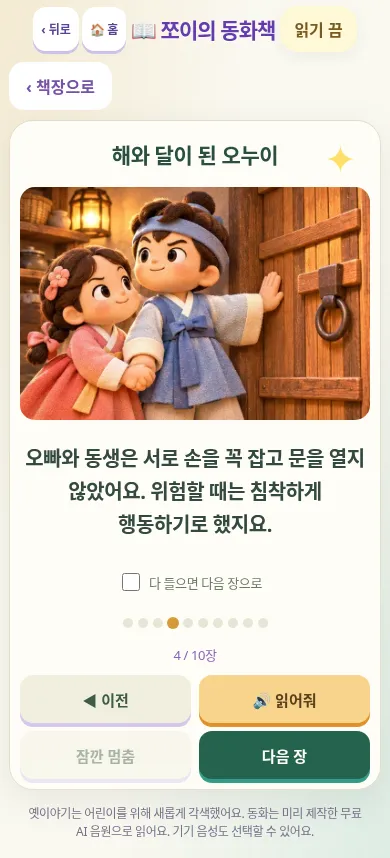 ‹ 뒤로
🏠 홈
📖 쪼이의 동화책
읽기 끔
‹ 책장으로
해와 달이 된 오누이
오빠와 동생은 서로 손을 꼭 잡고 문을 열지
않았어요. 위험할 때는 침착하게
행동하기로 했지요.
다 들으면 다음 장으로
4 / 10장
◀ 이전
🔊 읽어줘
잠깐 멈춤
다음 장
옛이야기는 어린이를 위해 새롭게 각색했어요. 동화는 미리 제작한 무료
AI 음원으로 읽어요. 기기 음성도 선택할 수 있어요.